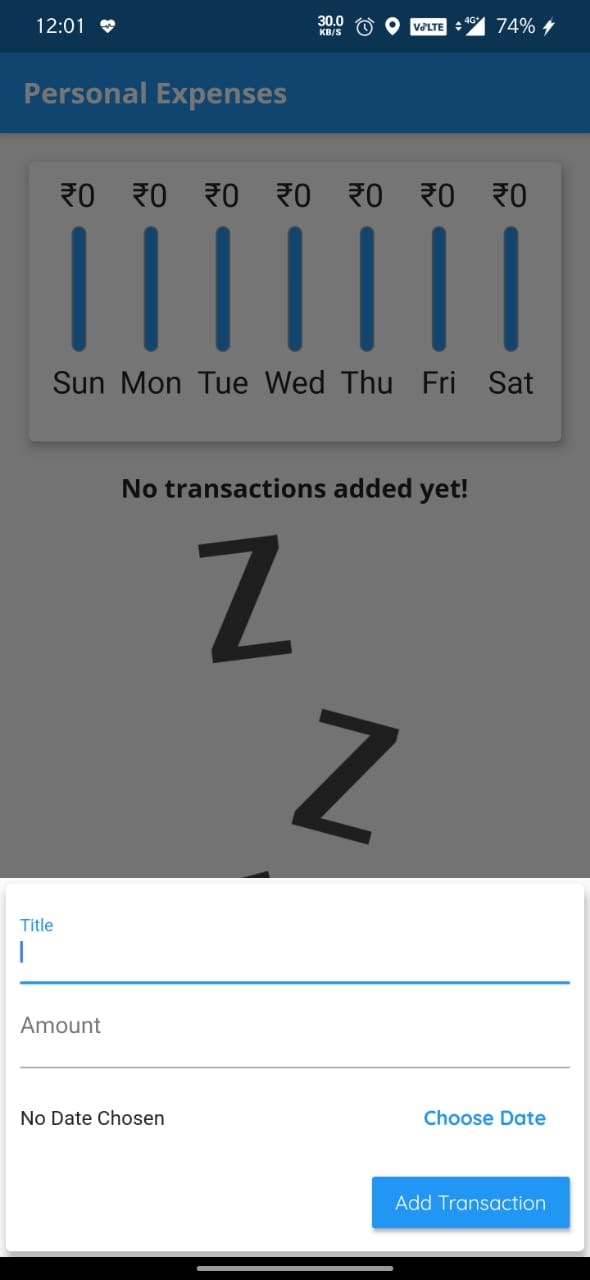 12:01 30.0 KB/S VoLTE 4G+ 74%
Personal Expenses
₹0 ₹0 ₹0 ₹0 ₹0 ₹0 ₹0
Sun Mon Tue Wed Thu Fri Sat
No transactions added yet!
Z
Z
Title
Amount
No Date Chosen Choose Date
Add Transaction